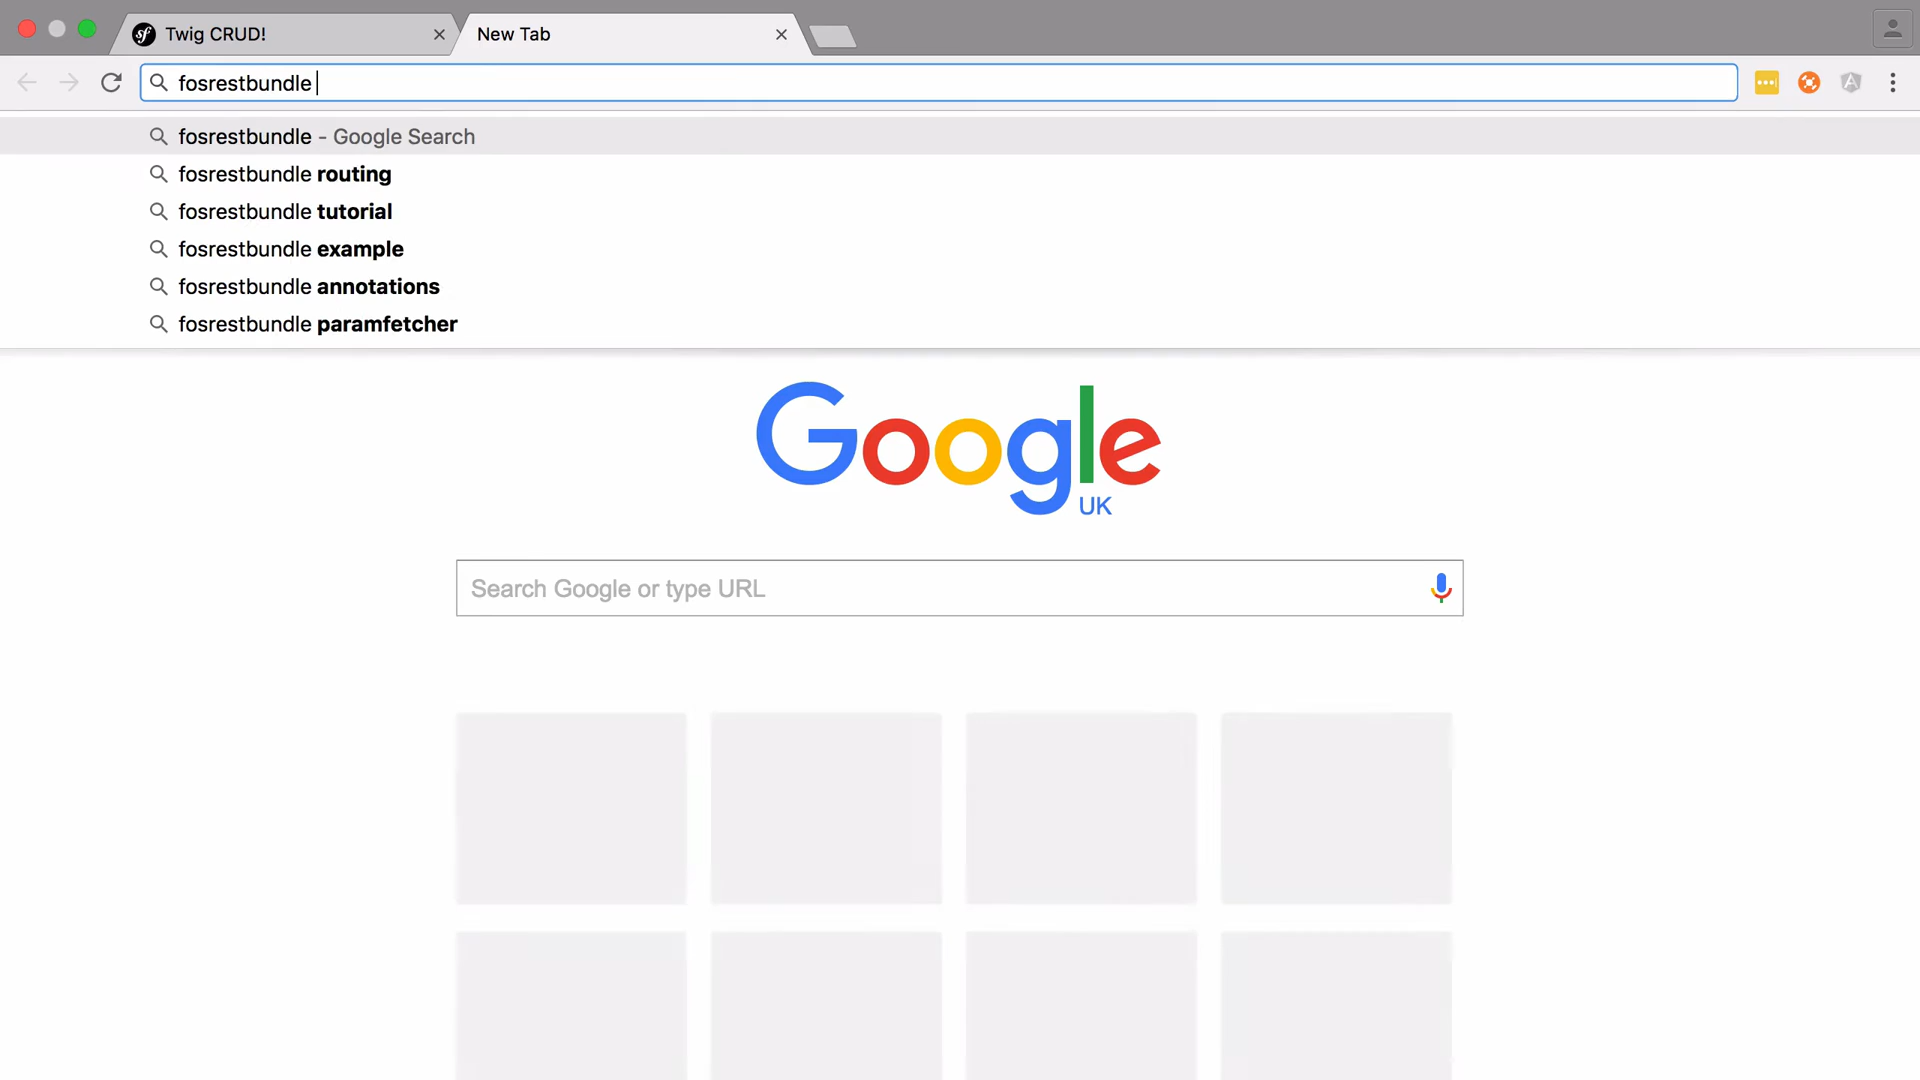 Twig CRUD!
New Tab
fosrestbundle
fosrestbundle - Google Search
fosrestbundle routing
fosrestbundle tutorial
fosrestbundle example
fosrestbundle annotations
fosrestbundle paramfetcher
Google
UK
Search Google or type URL